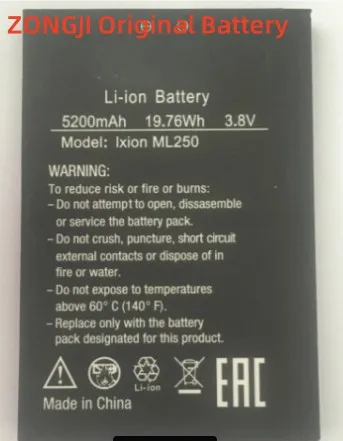 ZONGJI Original Battery
Li-ion Battery
5200mAh 19.76Wh 3.8V
Model: Ixion ML250
WARNING:
To reduce risk or fire or burns:
– Do not attempt to open, dissasemble
or service the battery pack.
– Do not crush, puncture, short circuit
external contacts or dispose of in
fire or water.
– Do not expose to temperatures
above 60° C (140° F).
– Replace only with the battery
pack designated for this product.
Li-ion
EAC
Made in China